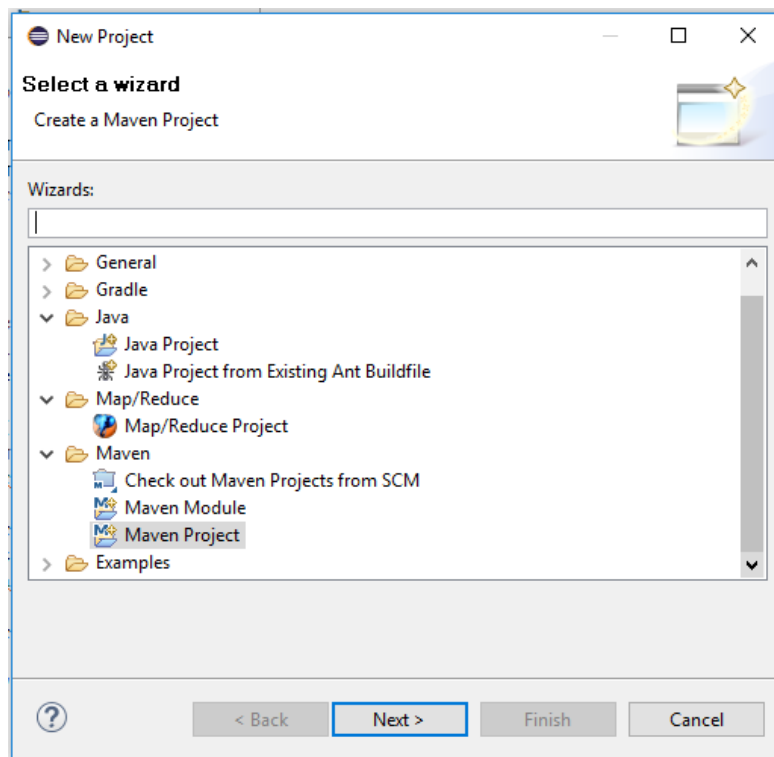 New Project
Select a wizard
Create a Maven Project
Wizards:
General
Gradle
Java
Java Project
Java Project from Existing Ant Buildfile
Map/Reduce
Map/Reduce Project
Maven
Check out Maven Projects from SCM
Maven Module
Maven Project
Examples
< Back Next > Finish Cancel